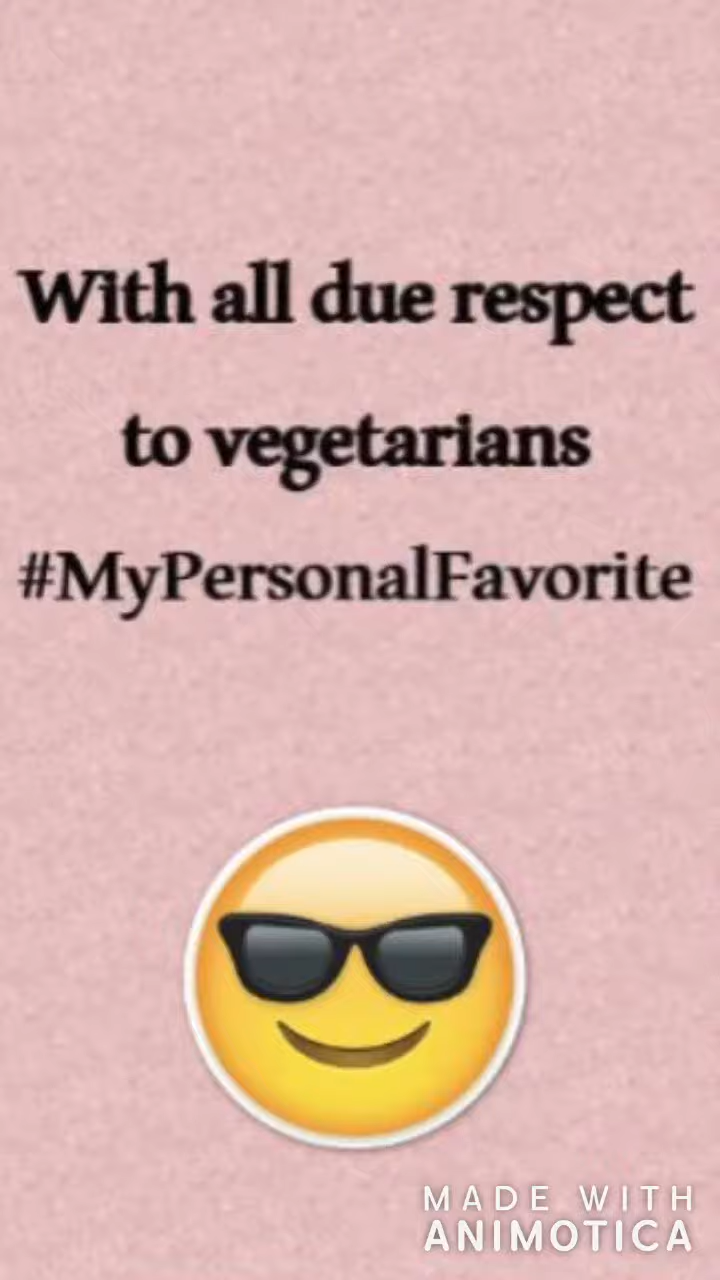 With all due respect
to vegetarians
#MyPersonalFavorite
MADE WITH
ANIMOTICA